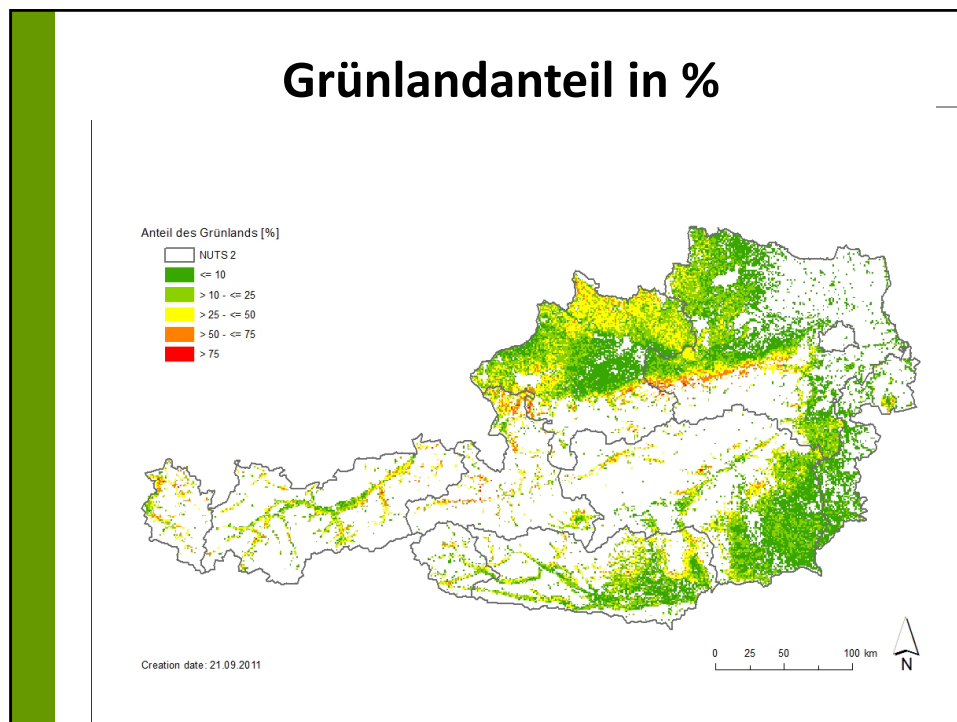 Grünlandanteil in %
Anteil des Grünlands [%]
NUTS 2
<= 10
> 10 - <= 25
> 25 - <= 50
> 50 - <= 75
> 75
0 25 50 100 km
N
Creation date: 21.09.2011